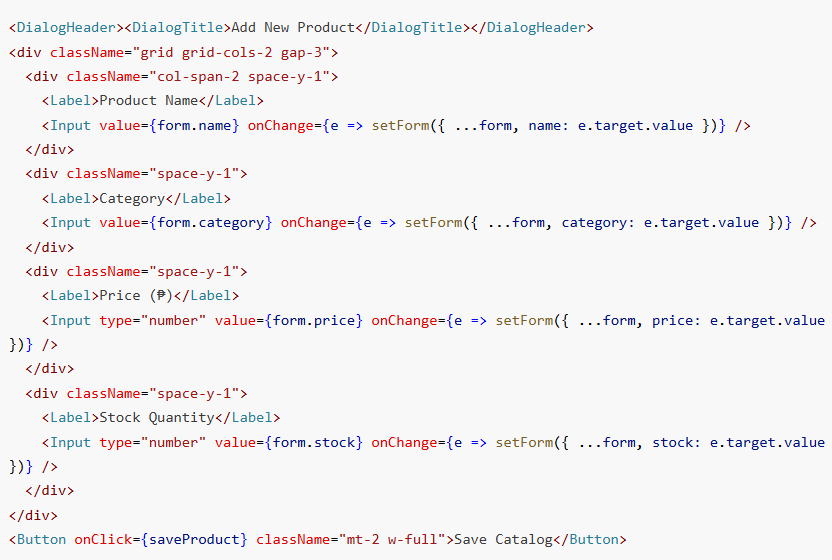 <DialogHeader><DialogTitle>Add New Product</DialogTitle></DialogHeader>
<div className="grid grid-cols-2 gap-3">
  <div className="col-span-2 space-y-1">
    <Label>Product Name</Label>
    <Input value={form.name} onChange={e => setForm({ ...form, name: e.target.value })} />
  </div>
  <div className="space-y-1">
    <Label>Category</Label>
    <Input value={form.category} onChange={e => setForm({ ...form, category: e.target.value })} />
  </div>
  <div className="space-y-1">
    <Label>Price (₱)</Label>
    <Input type="number" value={form.price} onChange={e => setForm({ ...form, price: e.target.value
})} />
  </div>
  <div className="space-y-1">
    <Label>Stock Quantity</Label>
    <Input type="number" value={form.stock} onChange={e => setForm({ ...form, stock: e.target.value
})} />
  </div>
</div>
<Button onClick={saveProduct} className="mt-2 w-full">Save Catalog</Button>